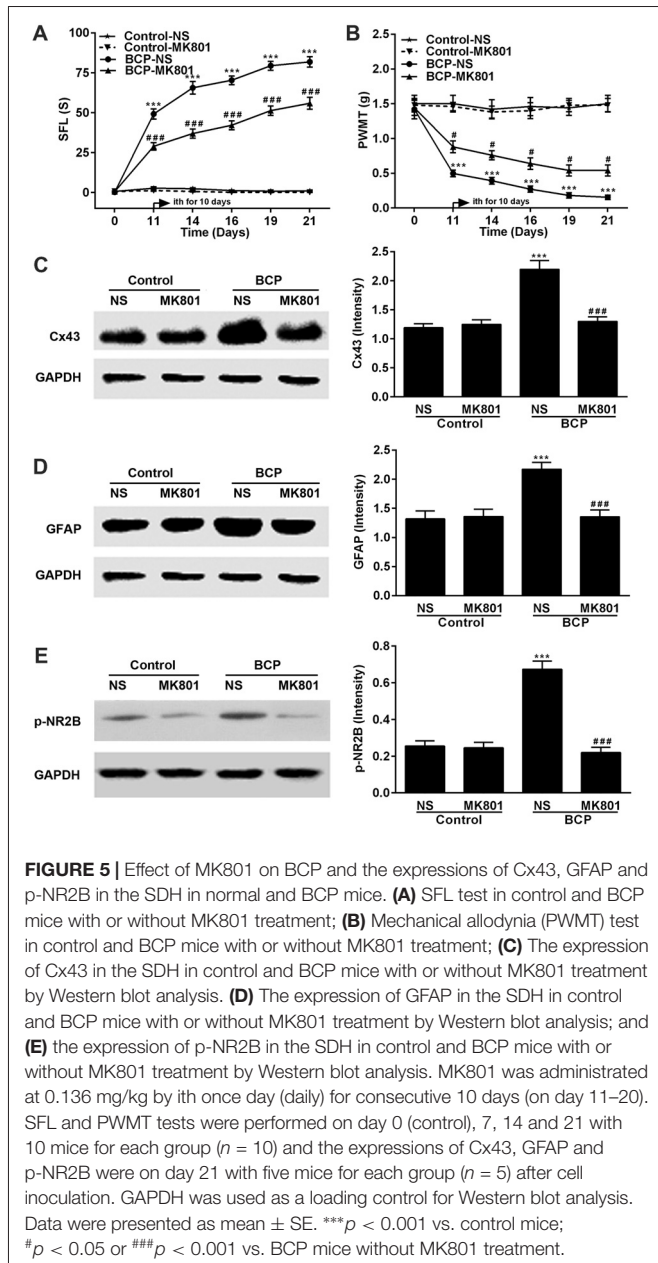 A
Control-NS
Control-MK801
BCP-NS
BCP-MK801
SFL (S)
100
75
50
25
0
***
***
***
***
***
###
###
###
###
###
0 11 14 16 19 21
ith for 10 days
Time (Days)
B
Control-NS
Control-MK801
BCP-NS
BCP-MK801
PWMT (g)
2.5
2.0
1.5
1.0
0.5
0.0
# # # # #
*** *** *** *** ***
0 11 14 16 19 21
ith for 10 days
Time (Days)
C
Control BCP
NS MK801 NS MK801
Cx43
GAPDH
Cx43 (Intensity)
2.5
2.0
1.5
1.0
0.5
0.0
***
###
NS MK801 NS MK801
Control BCP
D
Control BCP
NS MK801 NS MK801
GFAP
GAPDH
GFAP (Intensity)
2.5
2.0
1.5
1.0
0.5
0.0
***
###
NS MK801 NS MK801
Control BCP
E
Control BCP
NS MK801 NS MK801
p-NR2B
GAPDH
p-NR2B (Intensity)
0.8
0.6
0.4
0.2
0.0
***
###
NS MK801 NS MK801
Control BCP
FIGURE 5 | Effect of MK801 on BCP and the expressions of Cx43, GFAP and
p-NR2B in the SDH in normal and BCP mice. (A) SFL test in control and BCP
mice with or without MK801 treatment; (B) Mechanical allodynia (PWMT) test
in control and BCP mice with or without MK801 treatment; (C) The expression
of Cx43 in the SDH in control and BCP mice with or without MK801 treatment
by Western blot analysis. (D) The expression of GFAP in the SDH in control
and BCP mice with or without MK801 treatment by Western blot analysis; and
(E) the expression of p-NR2B in the SDH in control and BCP mice with or
without MK801 treatment by Western blot analysis. MK801 was administrated
at 0.136 mg/kg by ith once day (daily) for consecutive 10 days (on day 11–20).
SFL and PWMT tests were performed on day 0 (control), 7, 14 and 21 with
10 mice for each group (n = 10) and the expressions of Cx43, GFAP and
p-NR2B were on day 21 with five mice for each group (n = 5) after cell
inoculation. GAPDH was used as a loading control for Western blot analysis.
Data were presented as mean ± SE. ***p < 0.001 vs. control mice;
#p < 0.05 or ###p < 0.001 vs. BCP mice without MK801 treatment.